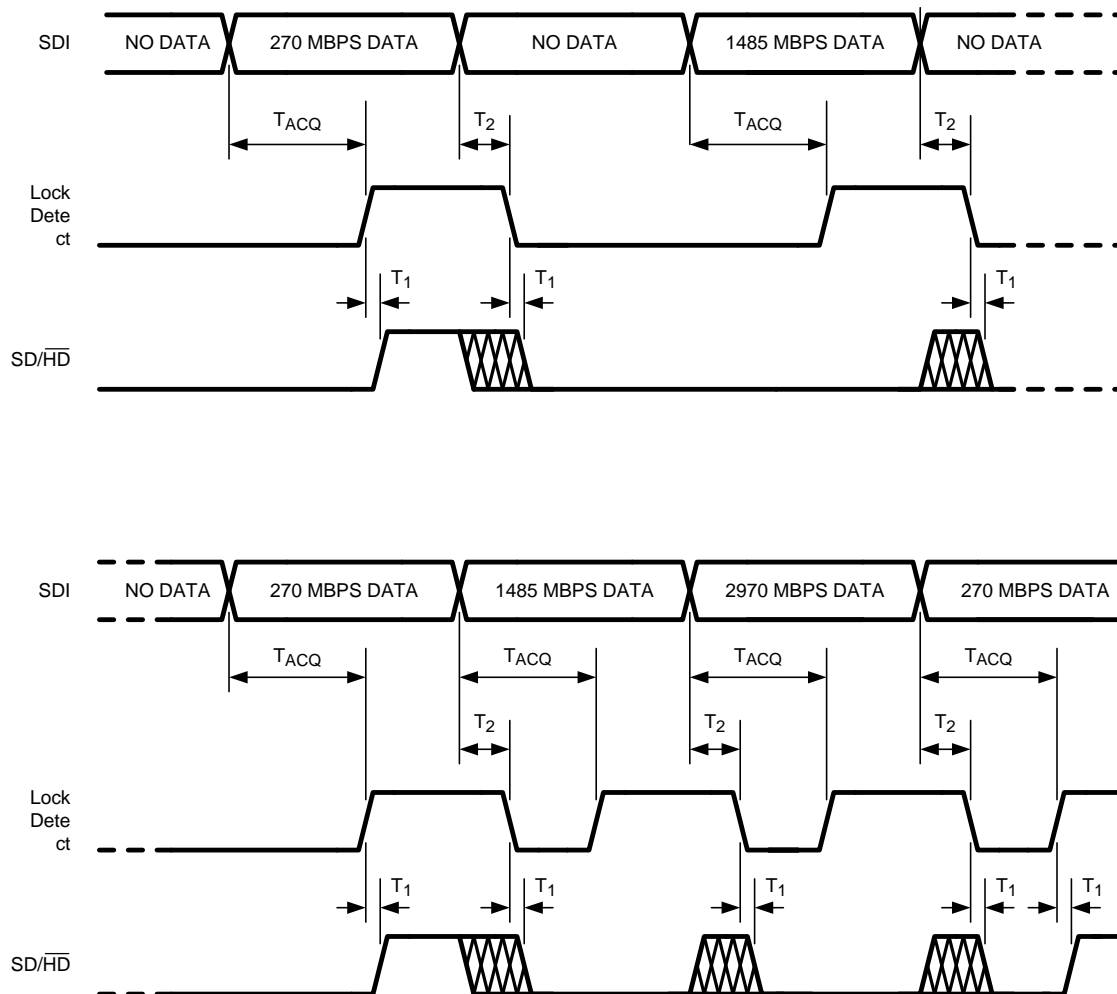 SDI NO DATA 270 MBPS DATA NO DATA 1485 MBPS DATA NO DATA
TACQ T2 TACQ T2
Lock
Dete
ct
T1 T1 T1
SD/HD
SDI NO DATA 270 MBPS DATA 1485 MBPS DATA 2970 MBPS DATA 270 MBPS DATA
TACQ TACQ TACQ TACQ
T2 T2 T2
Lock
Dete
ct
T1 T1 T1 T1 T1
SD/HD